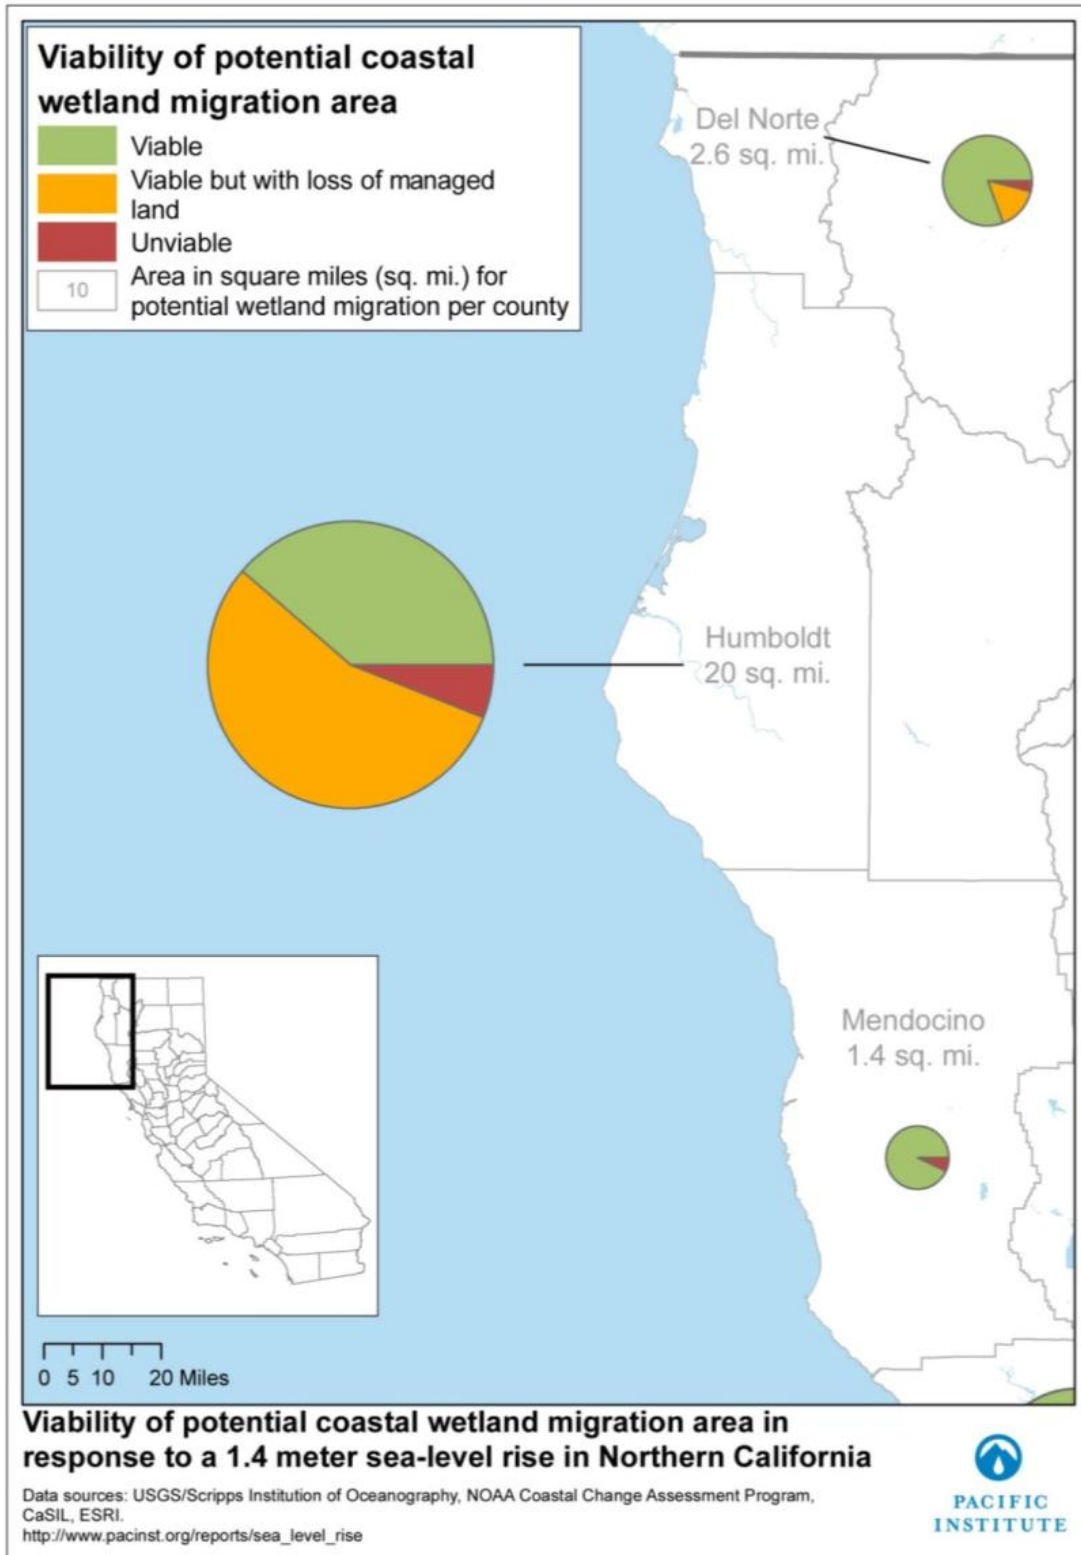 Viability of potential coastal
wetland migration area
Viable
Viable but with loss of managed
land
Unviable
10
Area in square miles (sq. mi.) for
potential wetland migration per county
Del Norte
2.6 sq. mi.
Humboldt
20 sq. mi.
Mendocino
1.4 sq. mi.
0 5 10 20 Miles
Viability of potential coastal wetland migration area in
response to a 1.4 meter sea-level rise in Northern California
Data sources: USGS/Scripps Institution of Oceanography, NOAA Coastal Change Assessment Program,
CaSIL, ESRI.
http://www.pacinst.org/reports/sea_level_rise
PACIFIC
INSTITUTE